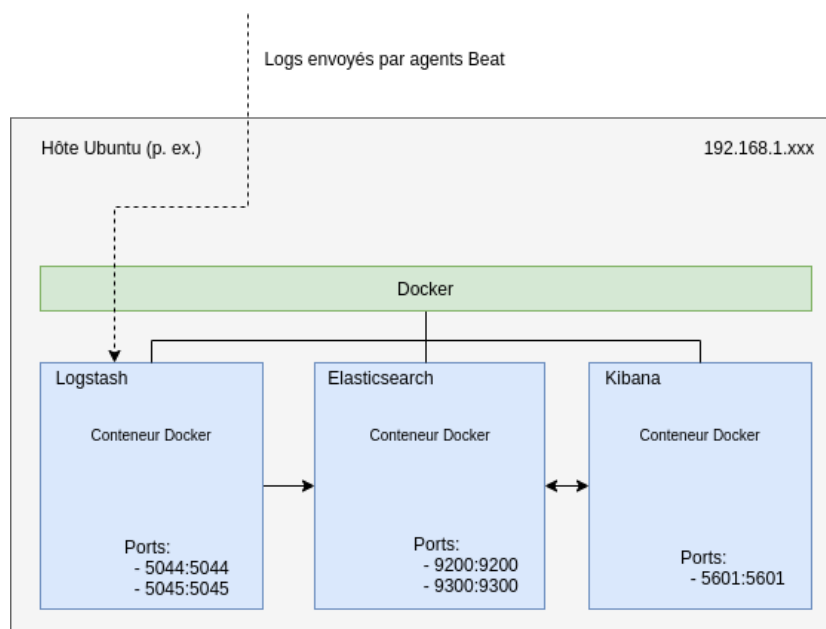 Logs envoyés par agents Beat
Hôte Ubuntu (p. ex.)
192.168.1.xxx
Docker
Logstash
Conteneur Docker
Ports:
- 5044:5044
- 5045:5045
Elasticsearch
Conteneur Docker
Ports:
- 9200:9200
- 9300:9300
Kibana
Conteneur Docker
Ports:
- 5601:5601